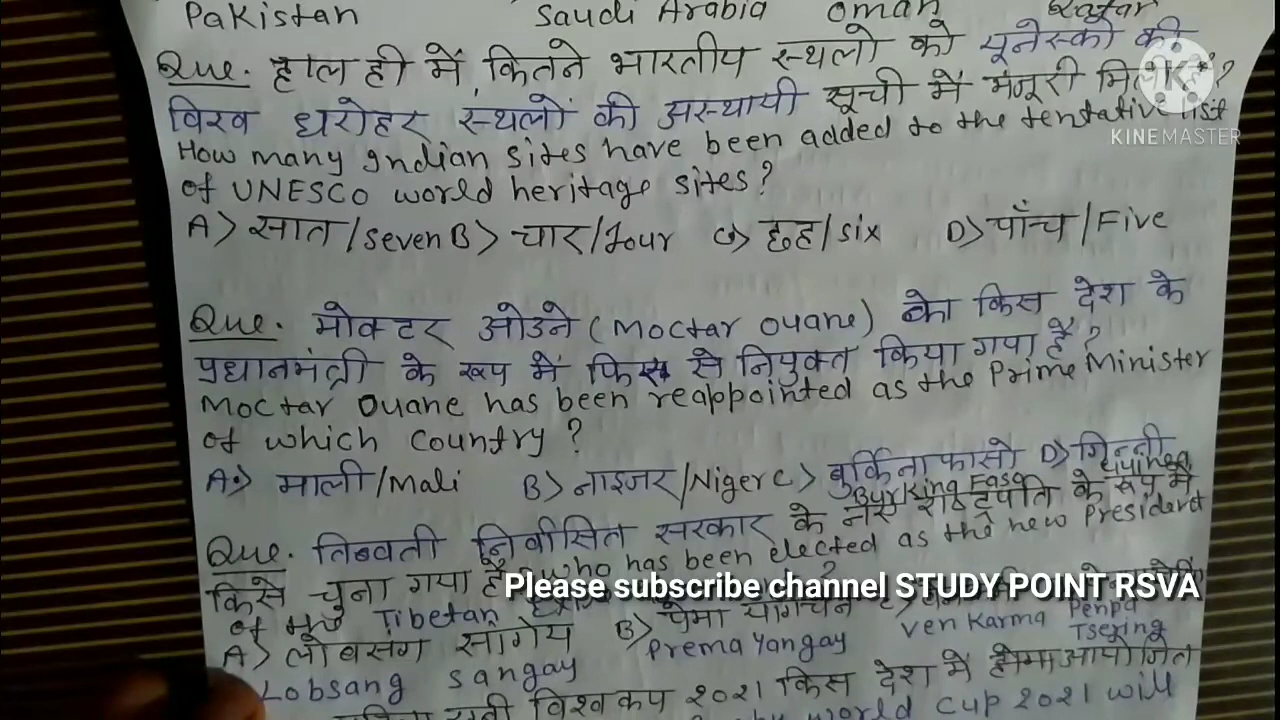 Pakistan Saudi Arabia Oman Qatar
Que. हाल ही में कितने भारतीय स्थलो को यूनेस्को की
विश्व धरोहर स्थलों की अस्थायी सूची में मंजूरी
KINEMASTER
How many Indian sites have been added to the tentative list
of UNESCO world heritage sites?
A> सात/seven B> चार/four C> छह/six D> पाँच/Five
Que. मोक्टर ओउने (Moctar Ouane) को किस देश के
प्रधानमंत्री के रूप में फिर से नियुक्त किया गया है?
Moctar Ouane has been reappointed as the Prime Minister
of which country?
A> माली/Mali B> नाइजर/Niger C> बुर्किनाफासो D> गिन्नी
Burkina Faso Guinea
Que. तिब्वती निर्वासित सरकार के नए राष्ट्रपति के रूप में
किसे चुना गया है who has been elected as the new President
Please subscribe channel STUDY POINT RSVA
of Tibetan
A> लोबसंग सांगेय B> पेमा यांगचेन C>
Lobsang Sangay Prema Yangay Ven Karma Penpa Tsering
विश्व कप २०२१ किस देश में होगा आयोजित
world cup 2021 will